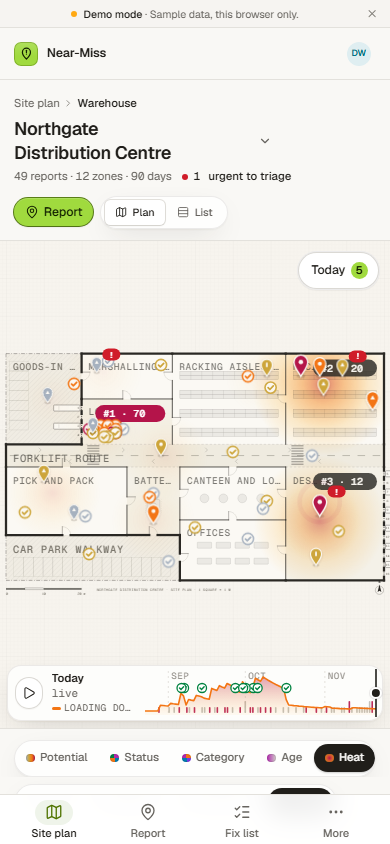 Demo mode · Sample data, this browser only.
Near-Miss
DW
Site plan > Warehouse
Northgate
Distribution Centre
49 reports · 12 zones · 90 days 1 urgent to triage
Report
Plan
List
Today 5
GOODS-IN …
MARSHALLING
RACKING AISLE…
#2 · 20
#1 · 70
FORKLIFT ROUTE
PICK AND PACK
BATTE…
CANTEEN AND LO…
#3 · 12
OFFICES
CAR PARK WALKWAY
Today
live
LOADING DO…
SEP
OCT
NOV
Potential
Status
Category
Age
Heat
Site plan
Report
Fix list
More